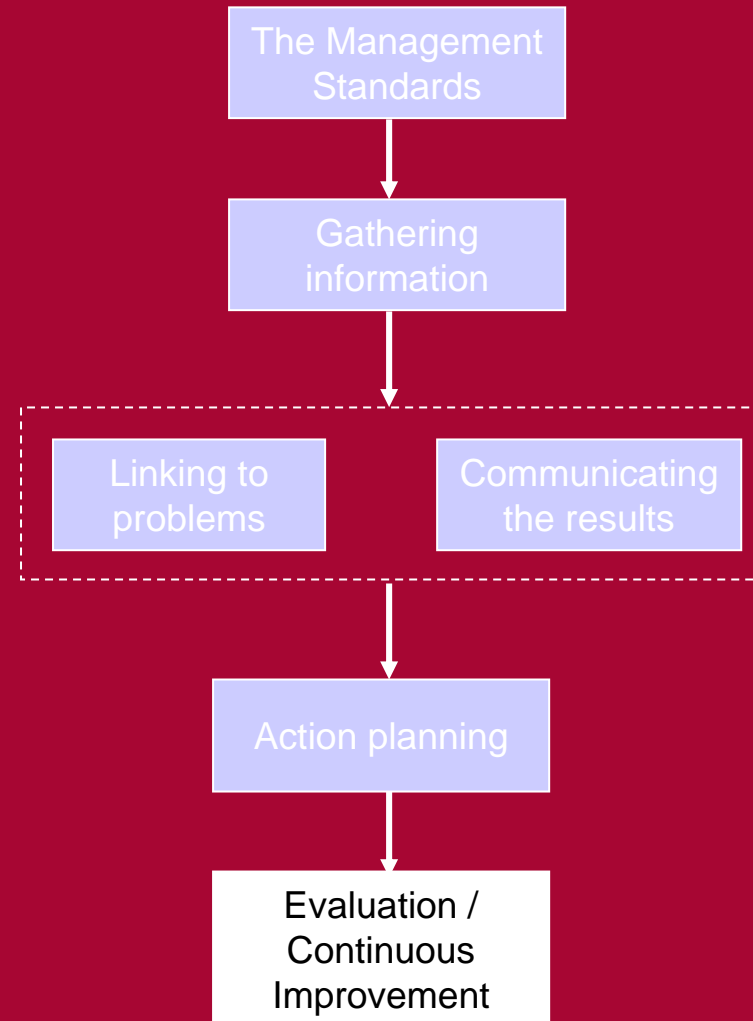 The Management
Standards
Gathering
information
Linking to
problems
Communicating
the results
Action planning
Evaluation /
Continuous
Improvement